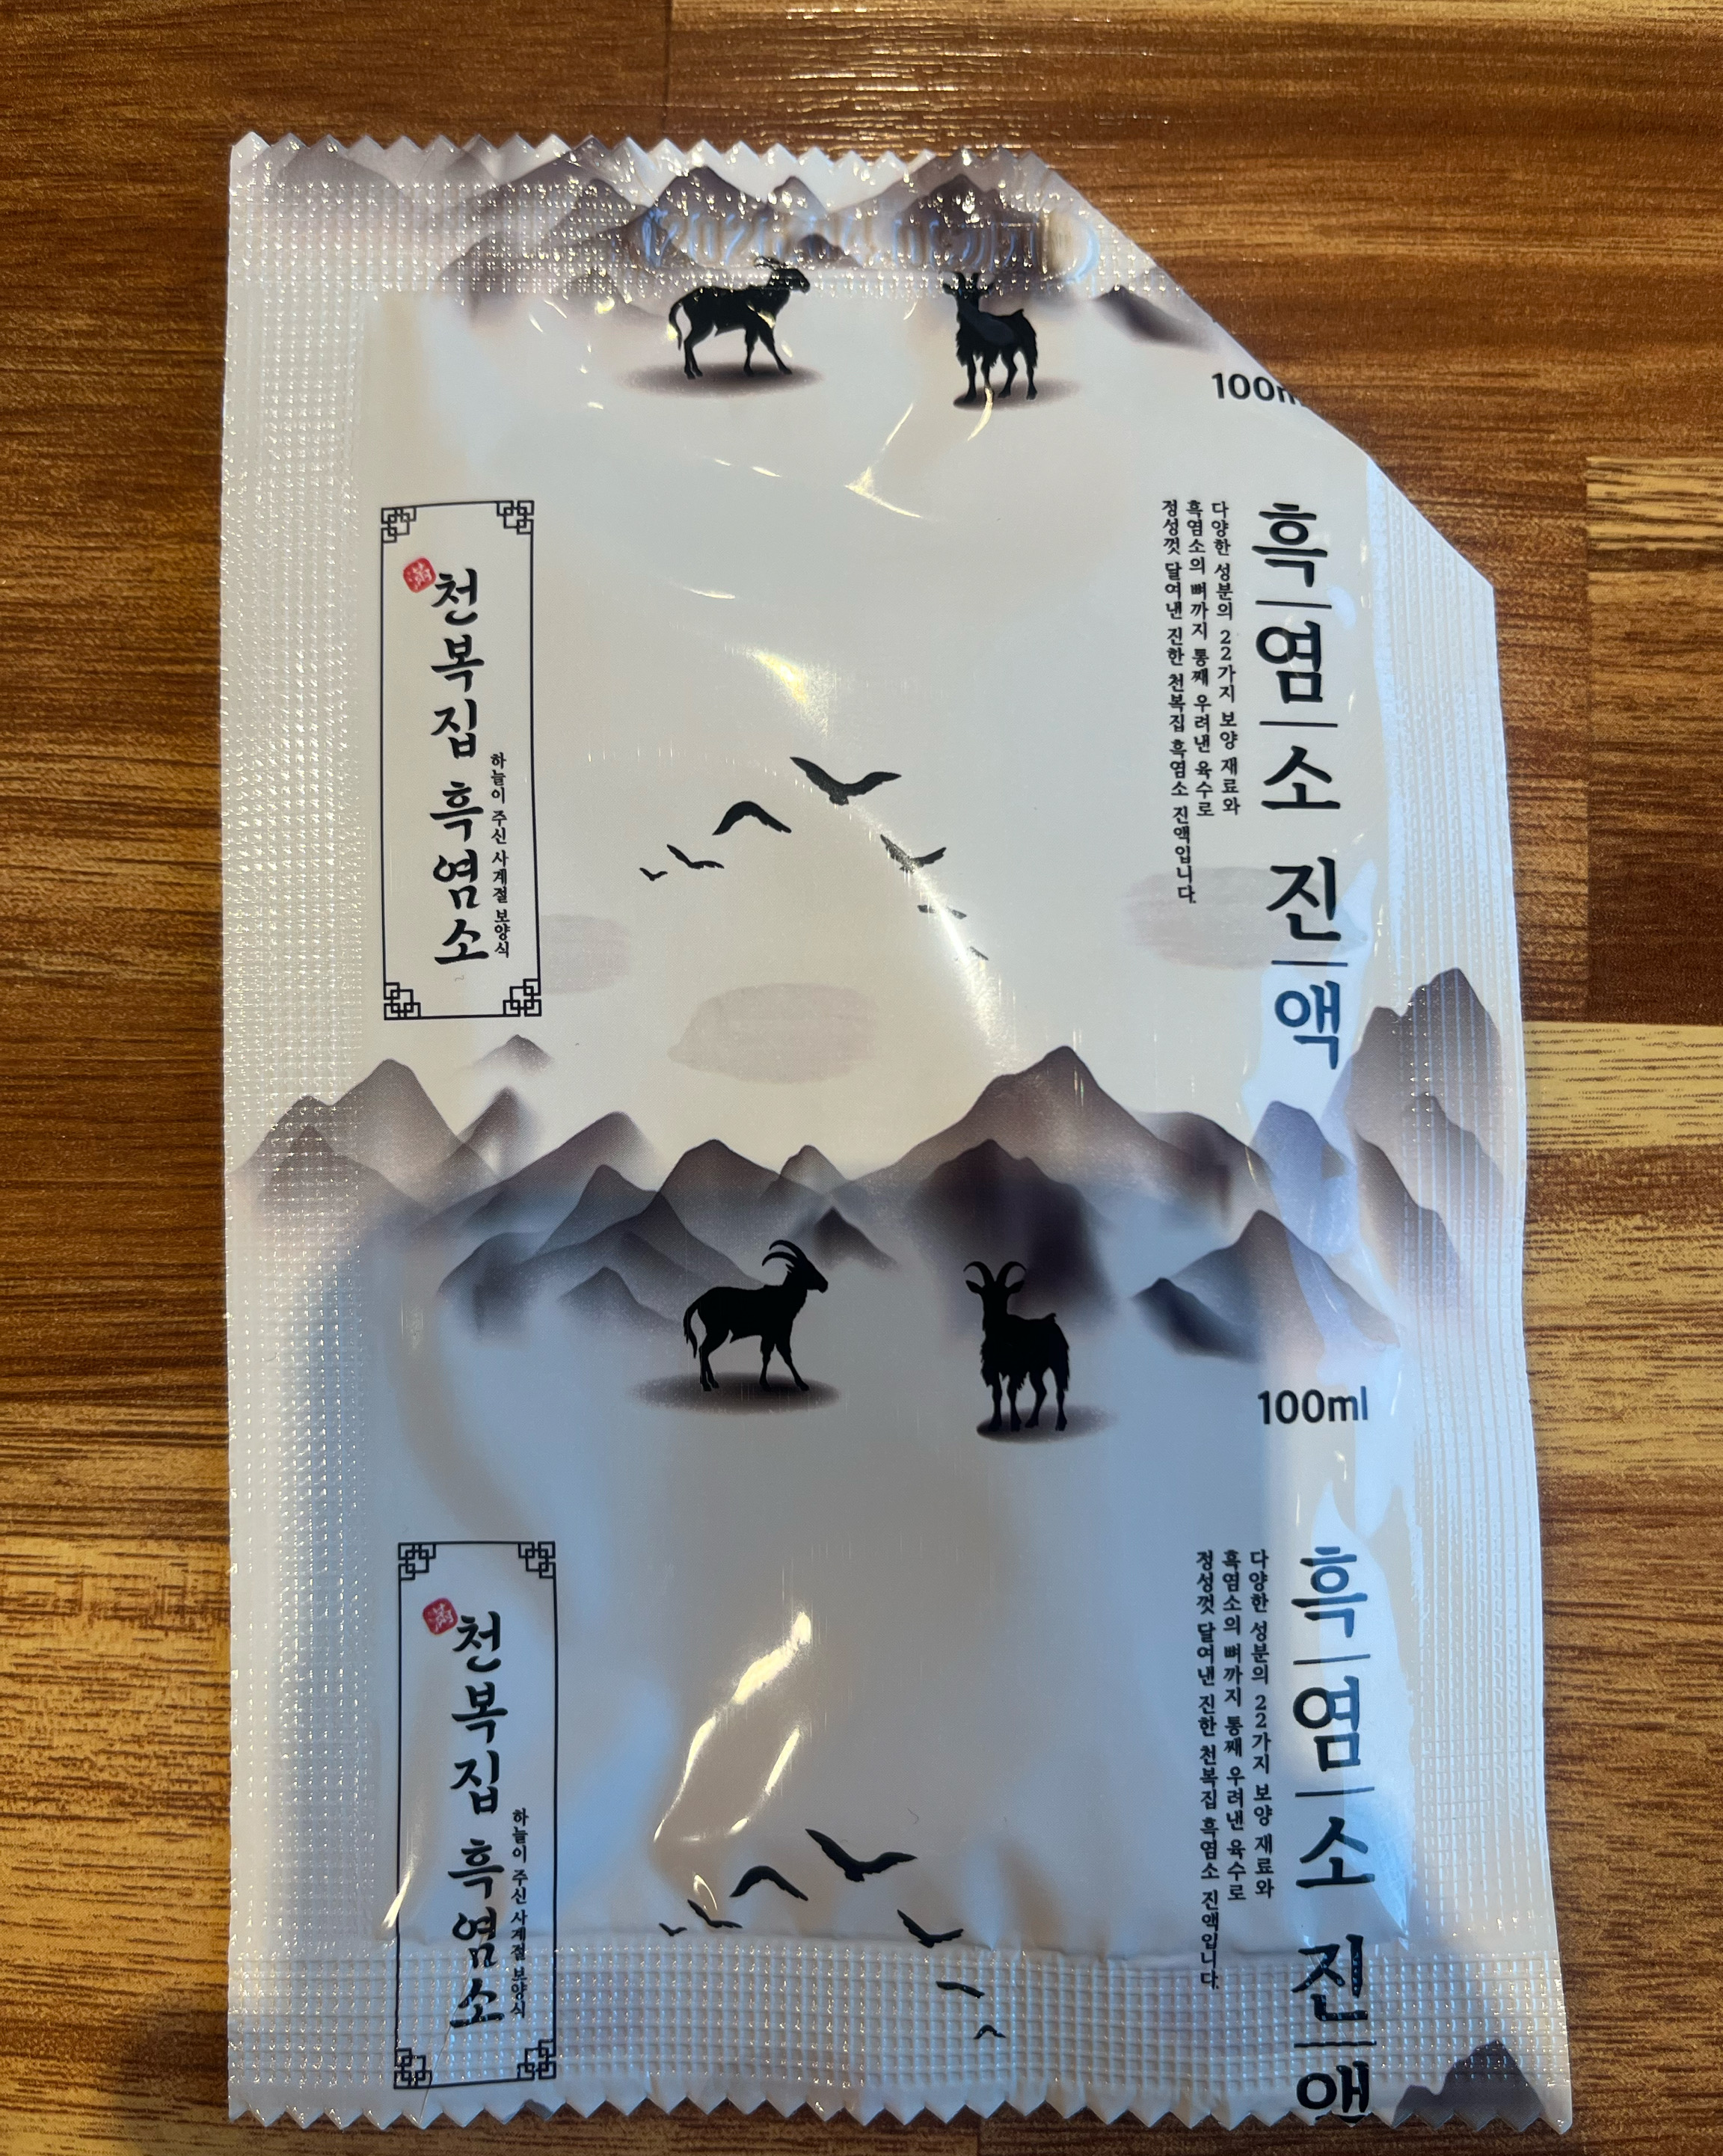 100m
흑염소 진액
다양한 성분의 22가지 보양 재료와
흑염소의 뼈까지 통째 우려낸 육수로
정성껏 달여낸 진한 천복집 흑염소 진액입니다.
천복집 흑염소
하늘이 주신 사계절 보양식
100ml
흑염소 진액
다양한 성분의 22가지 보양 재료와
흑염소의 뼈까지 통째 우려낸 육수로
정성껏 달여낸 진한 천복집 흑염소 진액입니다.
천복집 흑염소
하늘이 주신 사계절 보양식